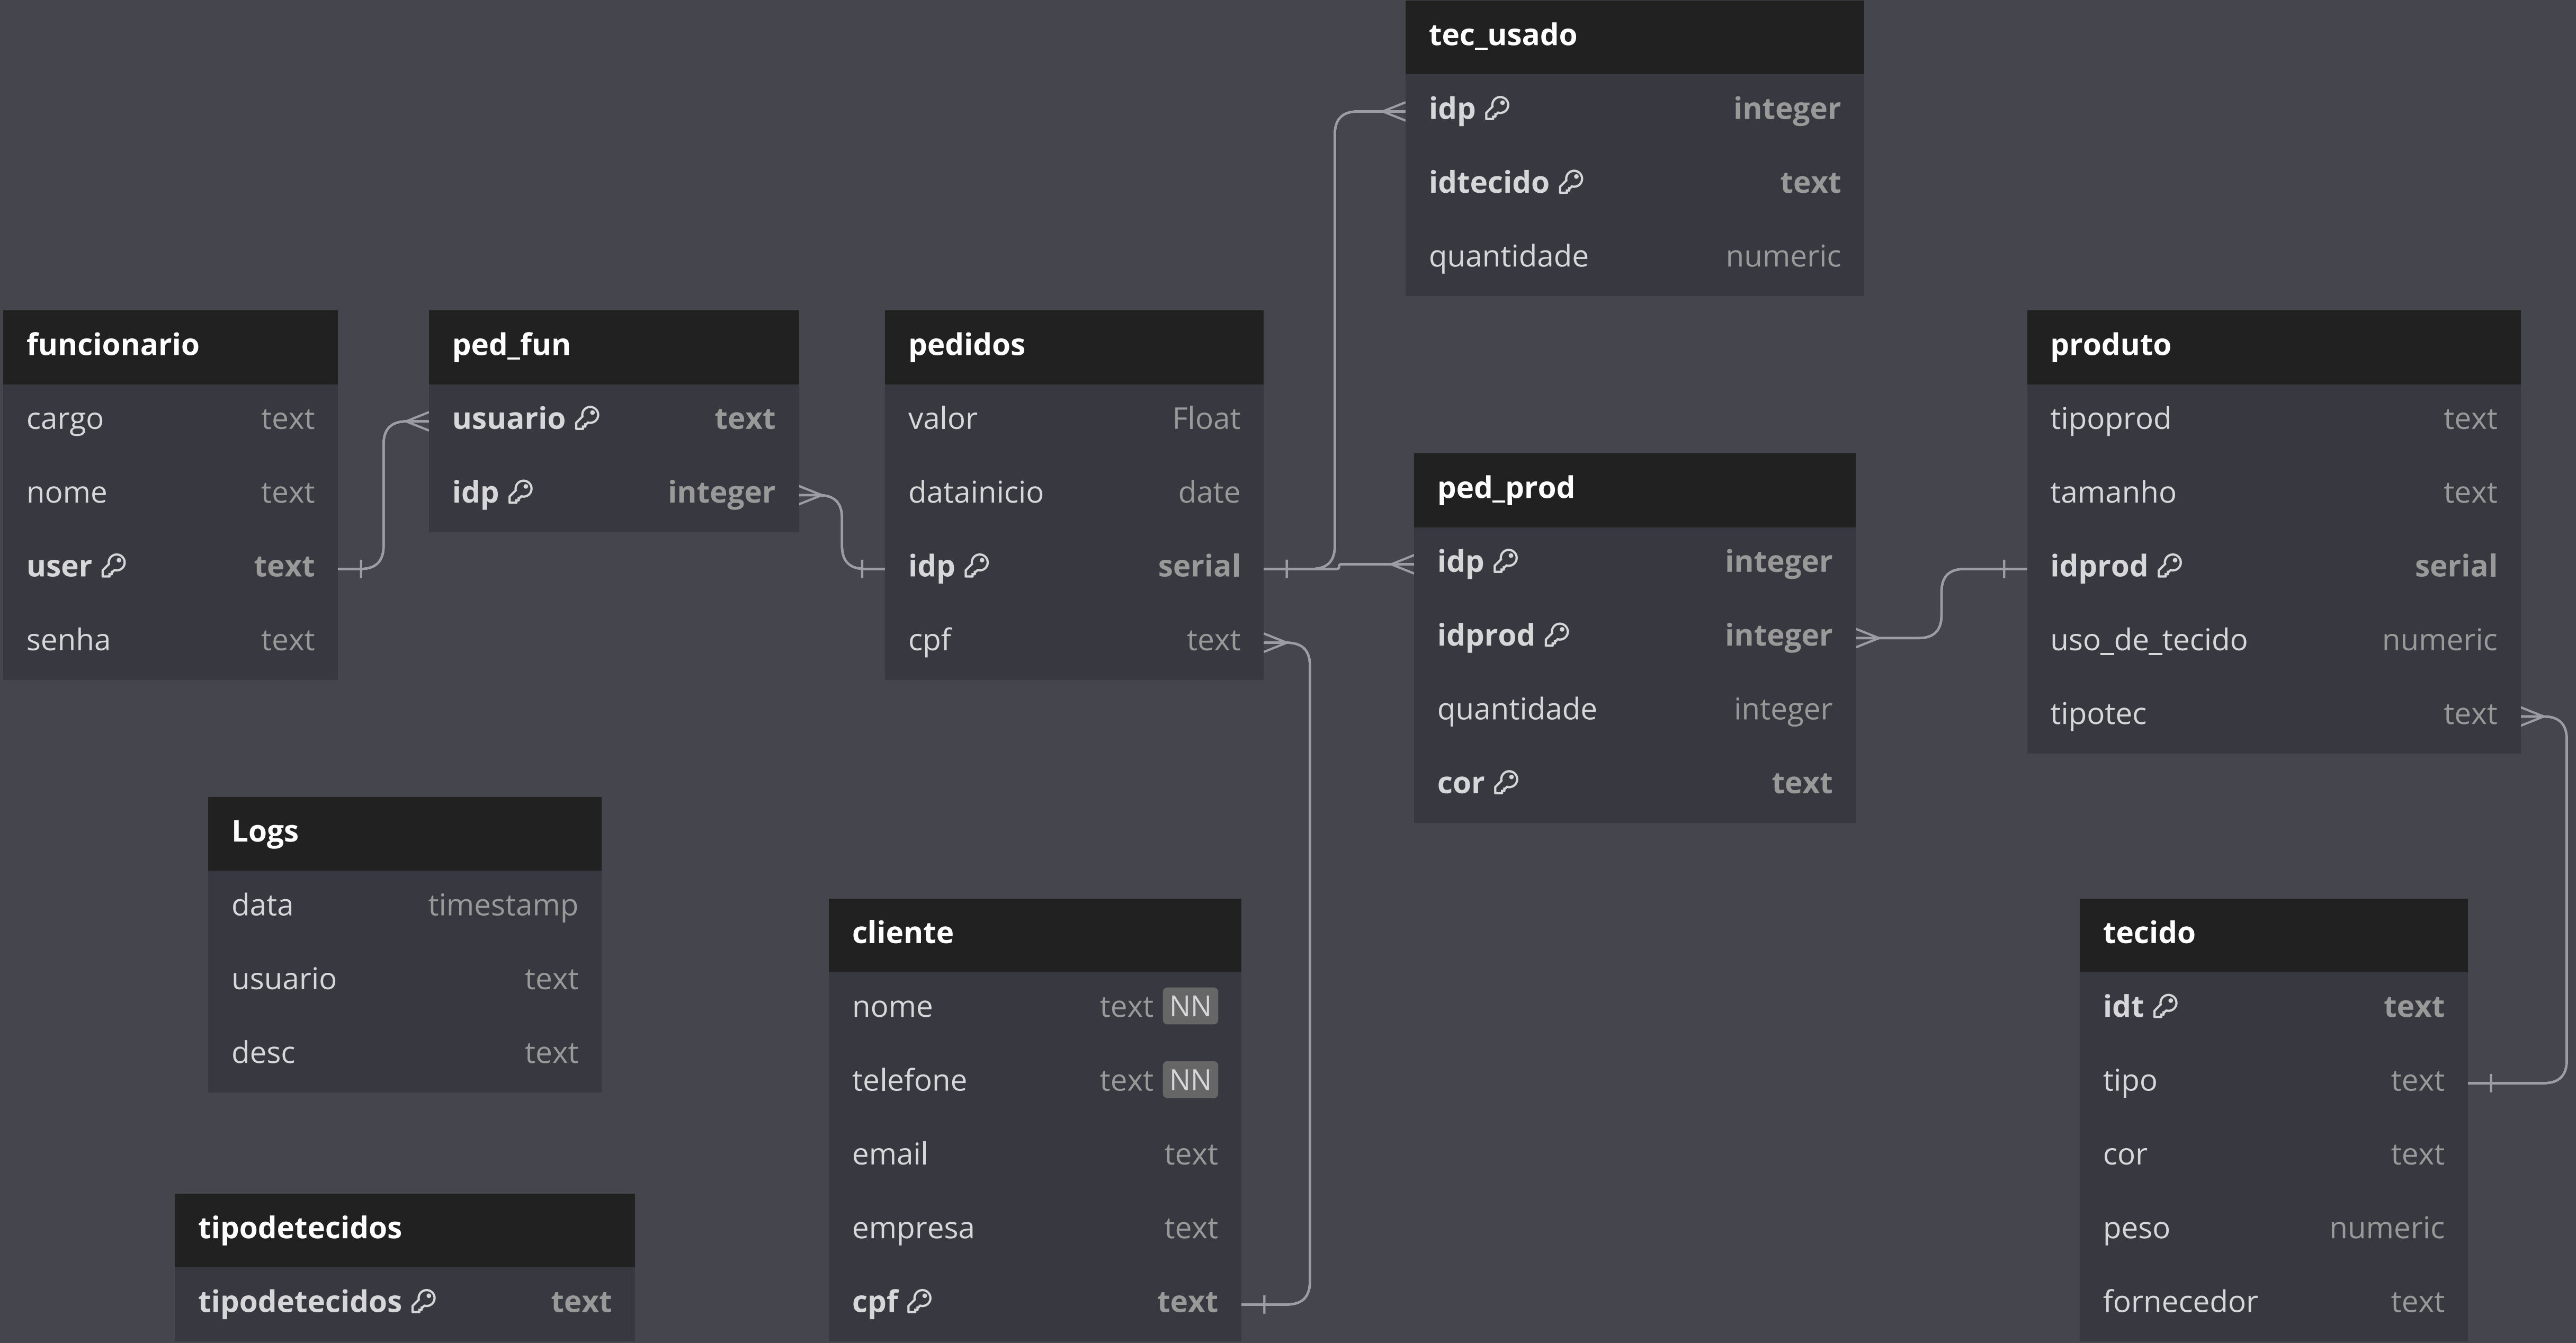 tec_usado
idp integer
idtecido text
quantidade numeric
funcionario
cargo text
nome text
user text
senha text
ped_fun
usuario text
idp integer
pedidos
valor Float
datainicio date
idp serial
cpf text
ped_prod
idp integer
idprod integer
quantidade integer
cor text
produto
tipoprod text
tamanho text
idprod serial
uso_de_tecido numeric
tipotec text
Logs
data timestamp
usuario text
desc text
tipodetecidos
tipodetecidos text
cliente
nome text NN
telefone text NN
email text
empresa text
cpf text
tecido
idt text
tipo text
cor text
peso numeric
fornecedor text